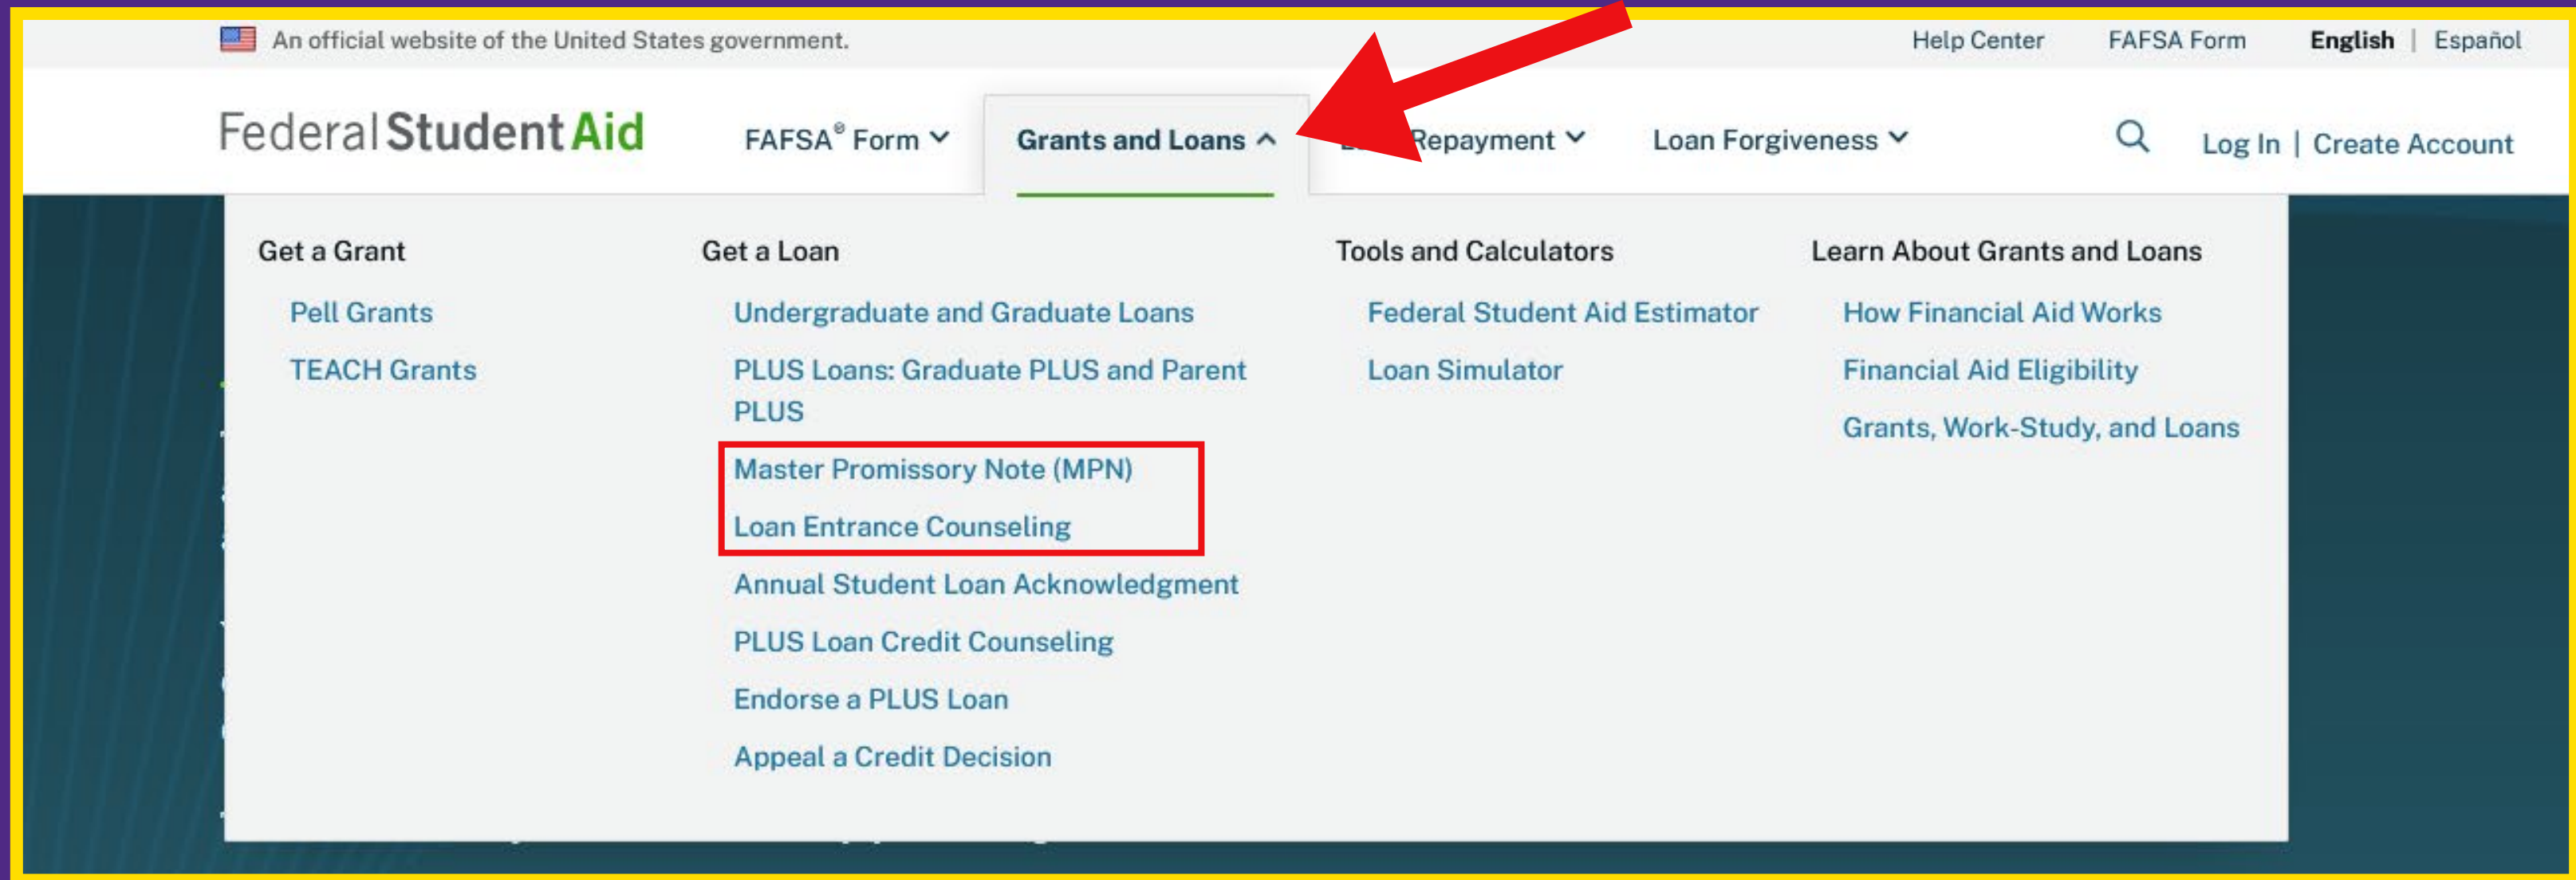 An official website of the United States government.
Help Center FAFSA Form English | Español
Federal Student Aid
FAFSA® Form Grants and Loans Repayment Loan Forgiveness Log In | Create Account
Get a Grant
Pell Grants
TEACH Grants
Get a Loan
Undergraduate and Graduate Loans
PLUS Loans: Graduate PLUS and Parent
PLUS
Master Promissory Note (MPN)
Loan Entrance Counseling
Annual Student Loan Acknowledgment
PLUS Loan Credit Counseling
Endorse a PLUS Loan
Appeal a Credit Decision
Tools and Calculators
Federal Student Aid Estimator
Loan Simulator
Learn About Grants and Loans
How Financial Aid Works
Financial Aid Eligibility
Grants, Work-Study, and Loans